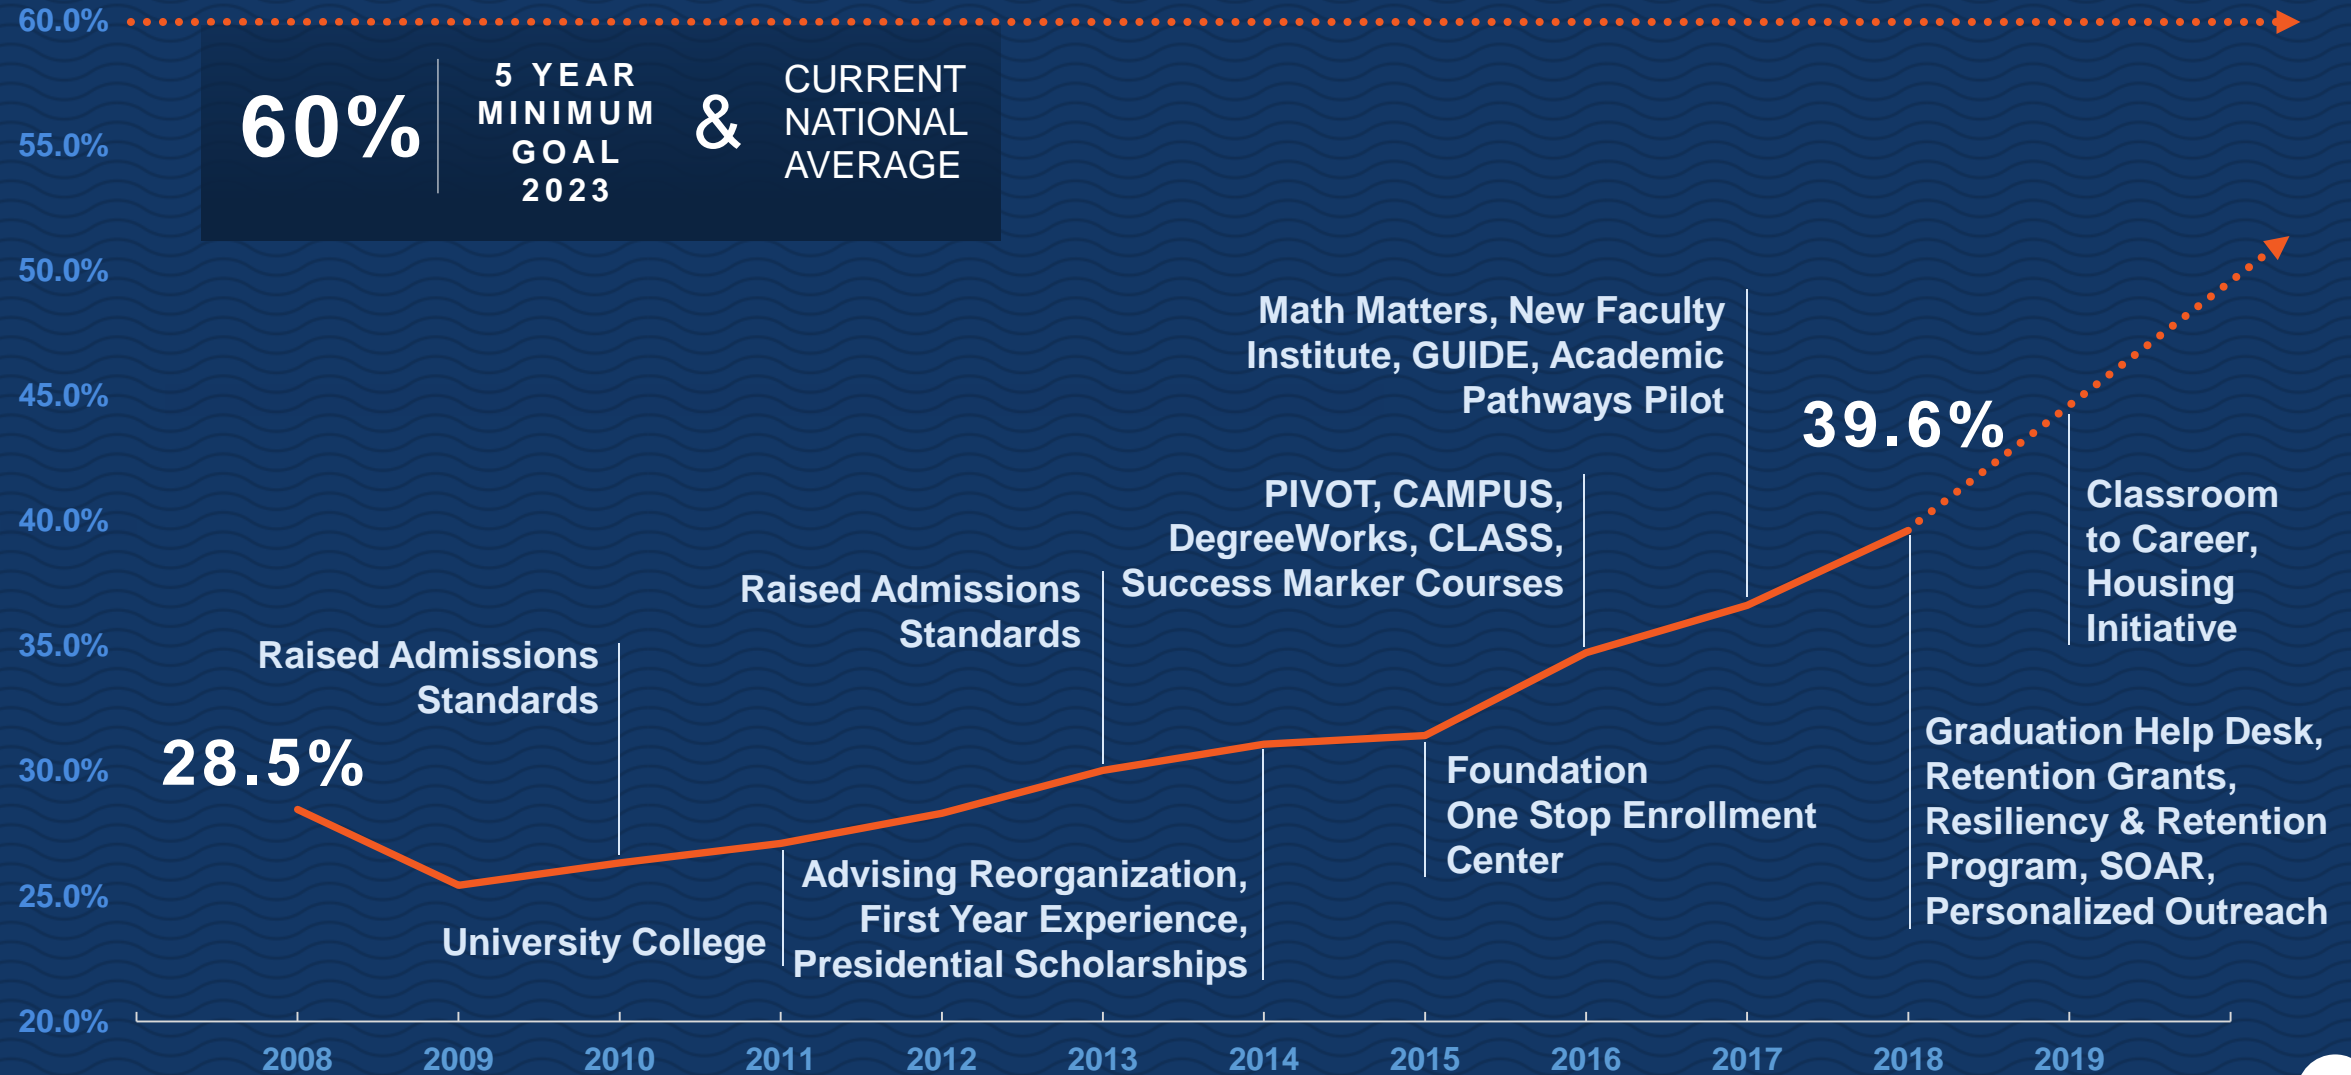 60.0%
60%
5 YEAR
MINIMUM
GOAL
2023
&
CURRENT
NATIONAL
AVERAGE
55.0%
50.0%
45.0%
40.0%
35.0%
30.0%
25.0%
20.0%
28.5%
Raised Admissions
Standards
University College
Raised Admissions
Standards
Advising Reorganization,
First Year Experience,
Presidential Scholarships
Foundation
One Stop Enrollment
Center
PIVOT, CAMPUS,
DegreeWorks, CLASS,
Success Marker Courses
Math Matters, New Faculty
Institute, GUIDE, Academic
Pathways Pilot
39.6%
Graduation Help Desk,
Retention Grants,
Resiliency & Retention
Program, SOAR,
Personalized Outreach
Classroom
to Career,
Housing
Initiative
2008 2009 2010 2011 2012 2013 2014 2015 2016 2017 2018 2019